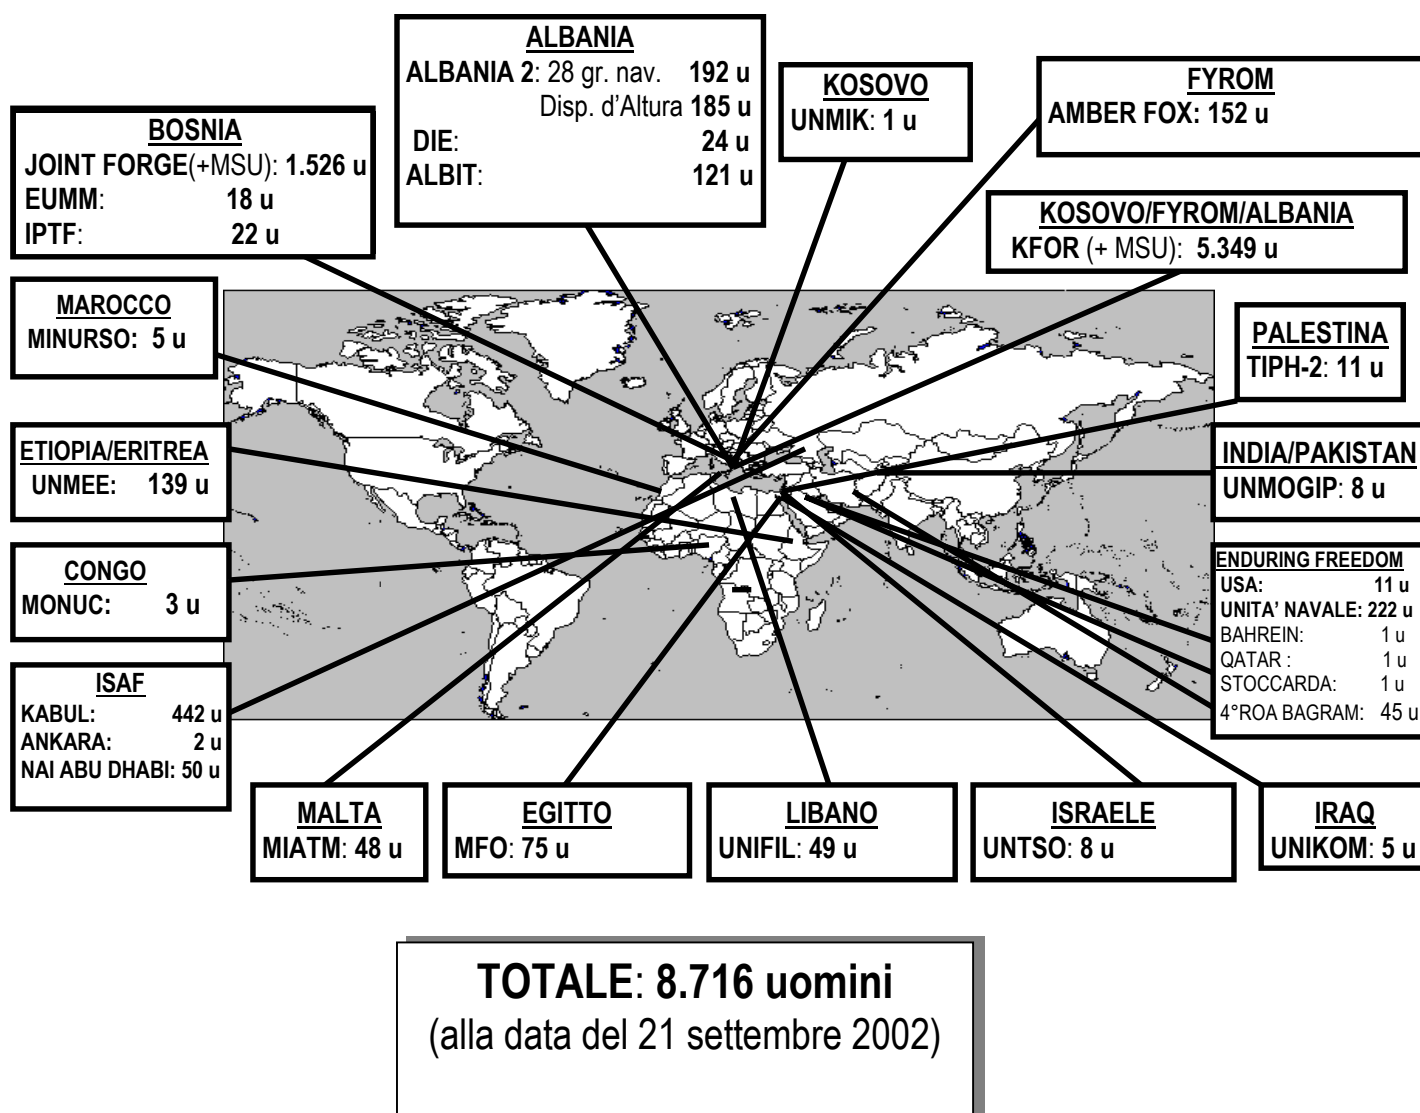 ALBANIA
ALBANIA 2: 28 gr. nav. 192 u
Disp. d'Altura 185 u
DIE: 24 u
ALBIT: 121 u
KOSOVO
UNMIK: 1 u
FYROM
AMBER FOX: 152 u
BOSNIA
JOINT FORGE(+MSU): 1.526 u
EUMM: 18 u
IPTF: 22 u
KOSOVO/FYROM/ALBANIA
KFOR (+ MSU): 5.349 u
MAROCCO
MINURSO: 5 u
PALESTINA
TIPH-2: 11 u
ETIOPIA/ERITREA
UNMEE: 139 u
INDIA/PAKISTAN
UNMOGIP: 8 u
CONGO
MONUC: 3 u
ENDURING FREEDOM
USA: 11 u
UNITA' NAVALE: 222 u
BAHREIN: 1 u
QATAR : 1 u
STOCCARDA: 1 u
4°ROA BAGRAM: 45 u
ISAF
KABUL: 442 u
ANKARA: 2 u
NAI ABU DHABI: 50 u
MALTA
MIATM: 48 u
EGITTO
MFO: 75 u
LIBANO
UNIFIL: 49 u
ISRAELE
UNTSO: 8 u
IRAQ
UNIKOM: 5 u
TOTALE: 8.716 uomini
(alla data del 21 settembre 2002)